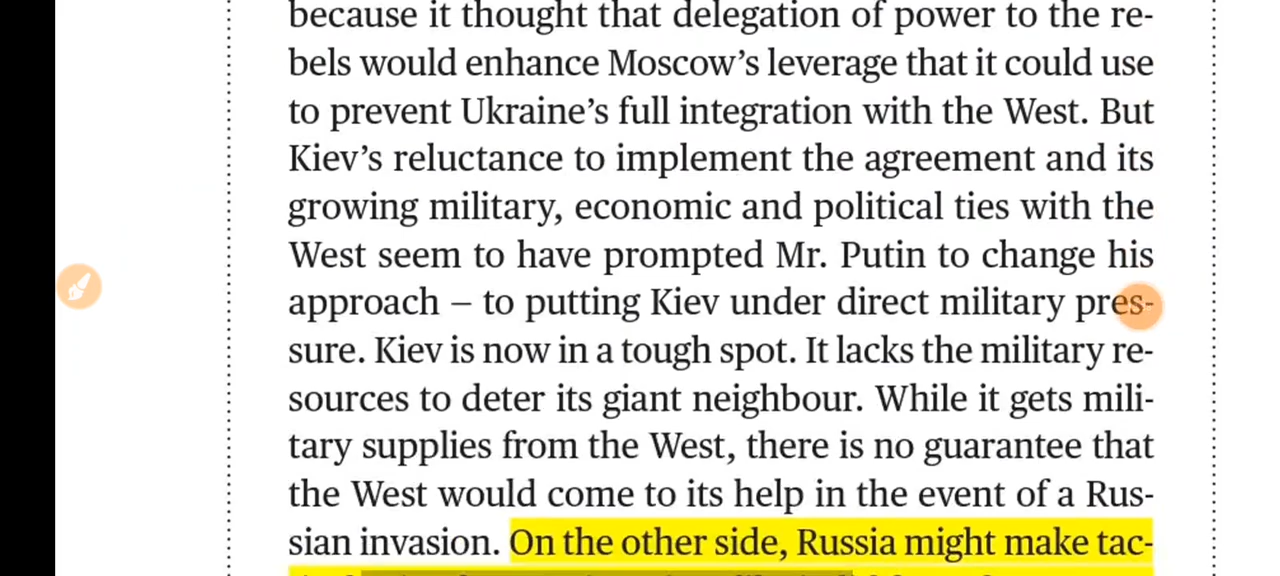 because it thought that delegation of power to the re-
bels would enhance Moscow’s leverage that it could use
to prevent Ukraine’s full integration with the West. But
Kiev’s reluctance to implement the agreement and its
growing military, economic and political ties with the
West seem to have prompted Mr. Putin to change his
approach – to putting Kiev under direct military pres-
sure. Kiev is now in a tough spot. It lacks the military re-
sources to deter its giant neighbour. While it gets mili-
tary supplies from the West, there is no guarantee that
the West would come to its help in the event of a Rus-
sian invasion. On the other side, Russia might make tac-